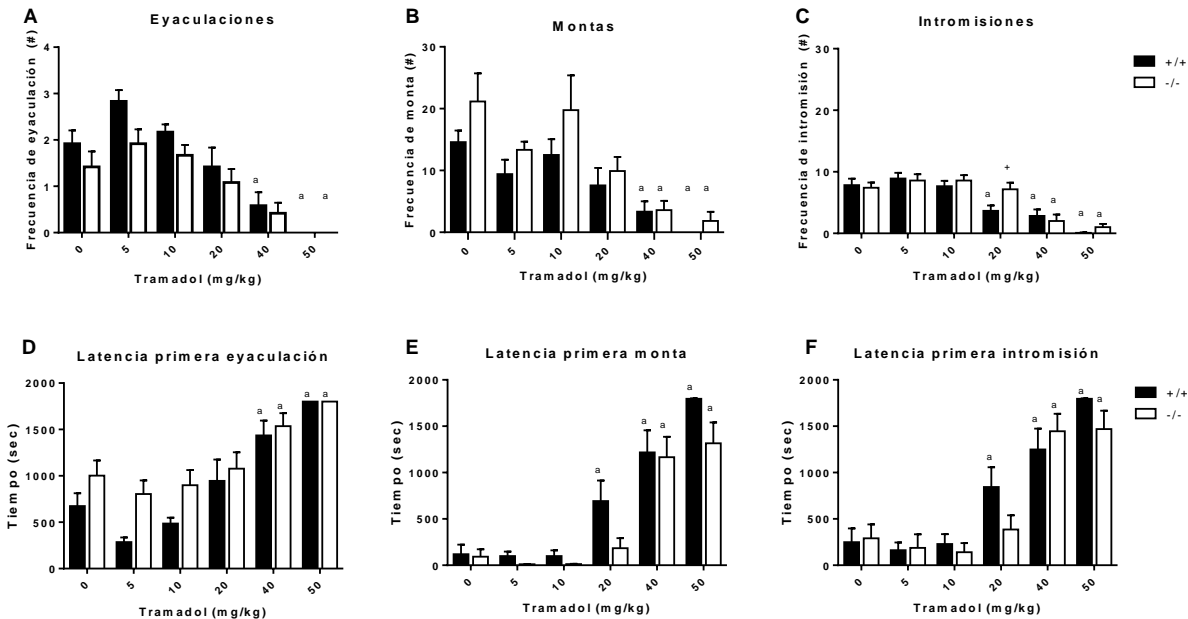 A
Eyaculaciones
Frecuencia de eyaculación (#)
4
3
2
1
0
a
a a
0 5 10 20 40 50
Tramadol (mg/kg)
B
Montas
Frecuencia de monta (#)
30
20
10
0
a a a a
0 5 10 20 40 50
Tramadol (mg/kg)
C
Intromisiones
Frecuencia de intromisión (#)
30
20
10
0
+
a
a a
a a
0 5 10 20 40 50
Tramadol (mg/kg)
+/+
-/-
D
Latencia primera eyaculación
Tiempo (sec)
2000
1500
1000
500
0
a a
a a
0 5 10 20 40 50
Tramadol (mg/kg)
E
Latencia primera monta
Tiempo (sec)
2000
1500
1000
500
0
a
a a
a a
0 5 10 20 40 50
Tramadol (mg/kg)
F
Latencia primera intromisión
Tiempo (sec)
2000
1500
1000
500
0
a
a a
a a
0 5 10 20 40 50
Tramadol (mg/kg)
+/+
-/-